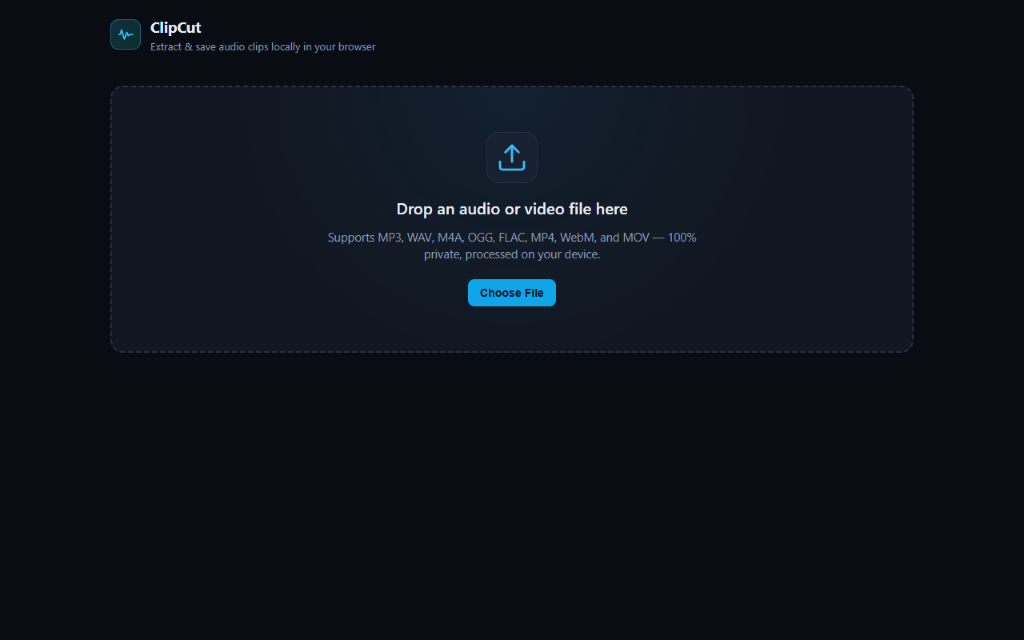 ClipCut
Extract & save audio clips locally in your browser
Drop an audio or video file here
Supports MP3, WAV, M4A, OGG, FLAC, MP4, WebM, and MOV — 100%
private, processed on your device.
Choose File